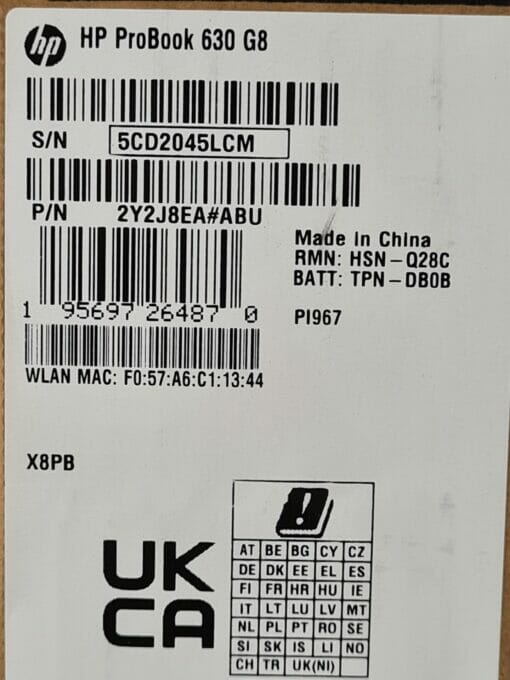 hp HP ProBook 630 G8
S/N 5CD2045LCM
P/N 2Y2J8EA#ABU
Made In China
RMN: HSN-Q28C
BATT: TPN-DB0B
1 95697 26487 0
PI967
WLAN MAC: F0:57:A6:C1:13:44
X8PB
!
UK
CA
AT BE BG CY CZ
DE DK EE EL ES
FI FR HR HU IE
IT LT LU LV MT
NL PL PT RO SE
SI SK IS LI NO
CH TR UK(NI)